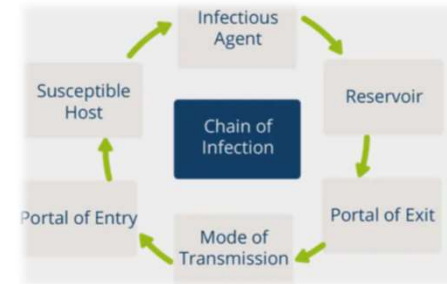 Infectious
Agent
Reservoir
Portal of Exit
Mode of
Transmission
Portal of Entry
Susceptible
Host
Chain of
Infection